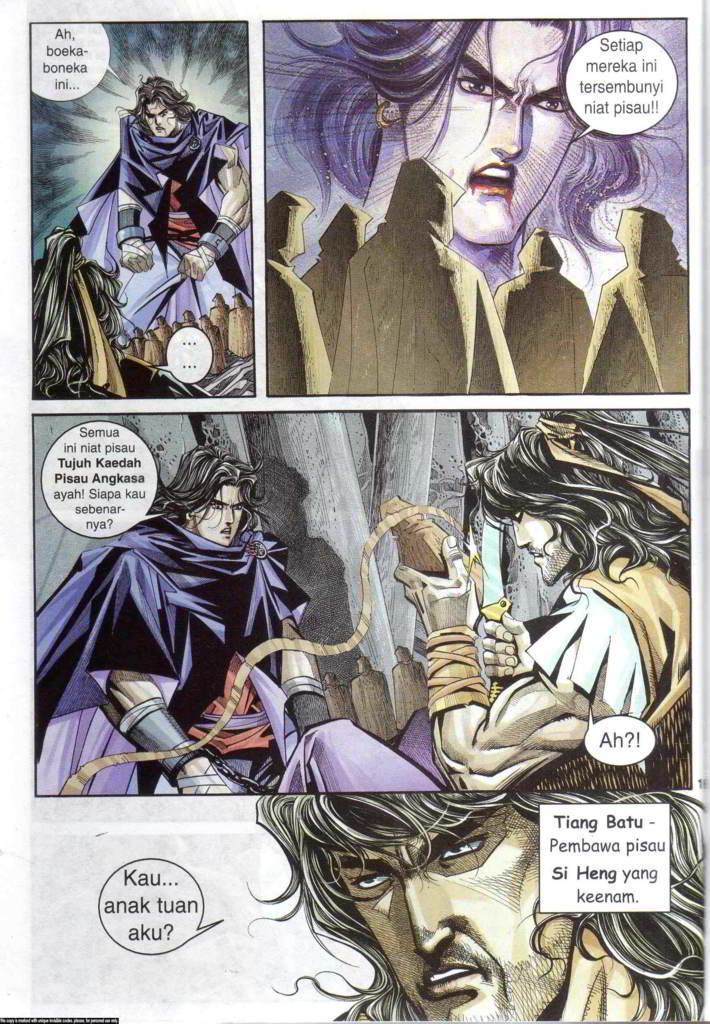 Ah,
boeka-
boneka
ini...
Setiap
mereka ini
tersembunyi
niat pisau!!
...
...
Semua
ini niat pisau
Tujuh Kaedah
Pisau Angkasa
ayah! Siapa kau
sebenar-
nya?
Ah?!
Tiang Batu -
Pembawa pisau
Si Heng yang
keenam.
Kau...
anak tuan
aku?